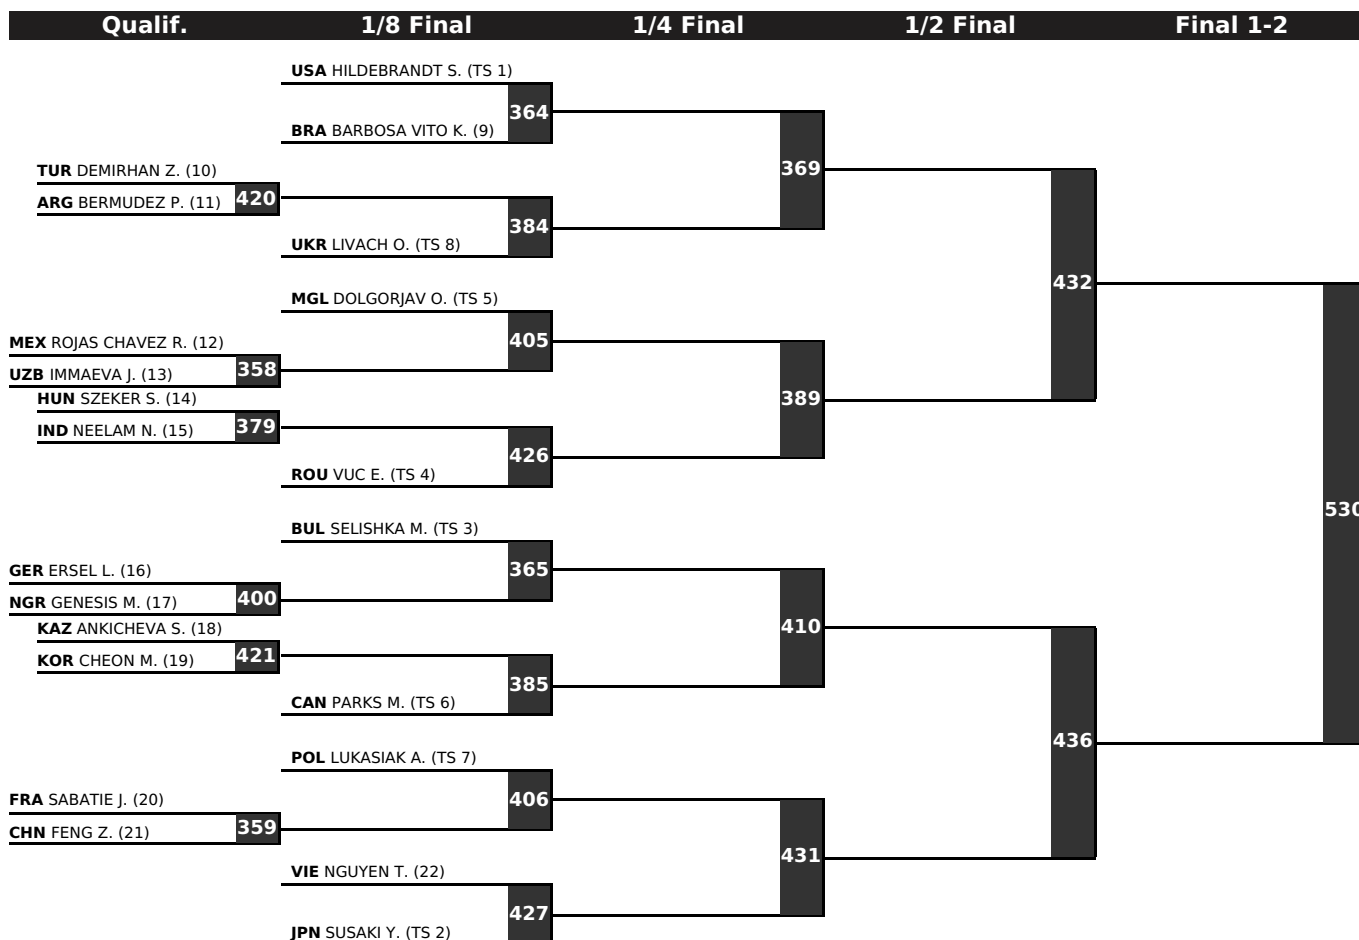 Qualif. 1/8 Final 1/4 Final 1/2 Final Final 1-2
USA HILDEBRANDT S. (TS 1)
364
BRA BARBOSA VITO K. (9)
369
TUR DEMIRHAN Z. (10)
ARG BERMUDEZ P. (11) 420
384
UKR LIVACH O. (TS 8)
432
MGL DOLGORJAV O. (TS 5)
MEX ROJAS CHAVEZ R. (12)
405
UZB IMMAEVA J. (13) 358
HUN SZEKER S. (14)
389
IND NEELAM N. (15) 379
426
ROU VUC E. (TS 4)
530
BUL SELISHKA M. (TS 3)
GER ERSEL L. (16)
365
NGR GENESIS M. (17) 400
KAZ ANKICHEVA S. (18)
410
KOR CHEON M. (19) 421
385
CAN PARKS M. (TS 6)
436
POL LUKASIAK A. (TS 7)
FRA SABATIE J. (20)
406
CHN FENG Z. (21) 359
431
VIE NGUYEN T. (22)
427
JPN SUSAKI Y. (TS 2)